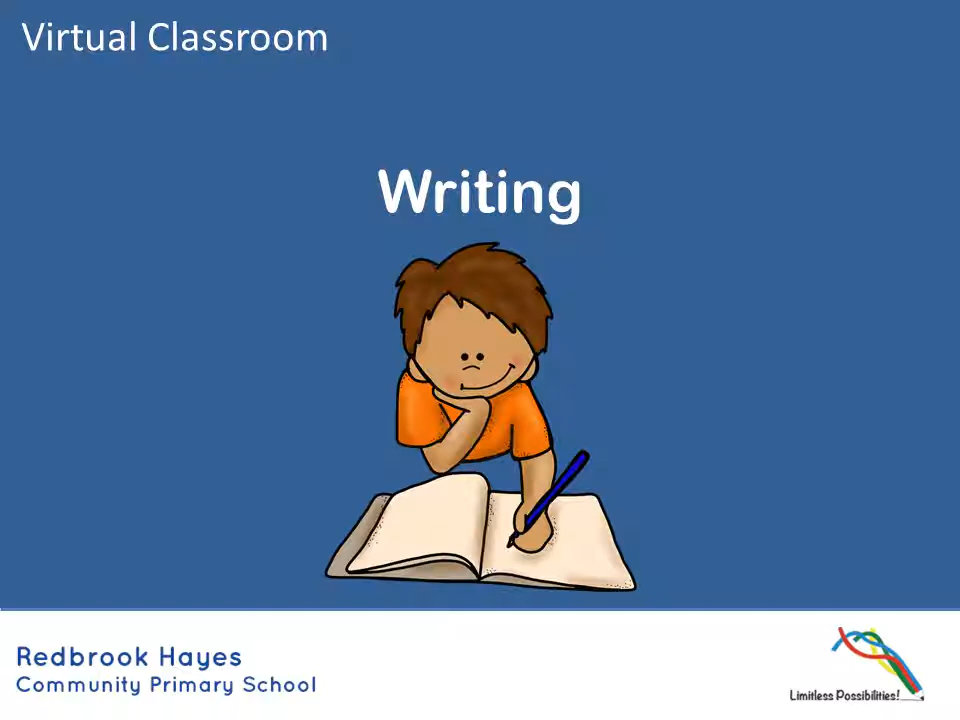 Virtual Classroom
Writing
Redbrook Hayes
Community Primary School
Limitless Possibilities!